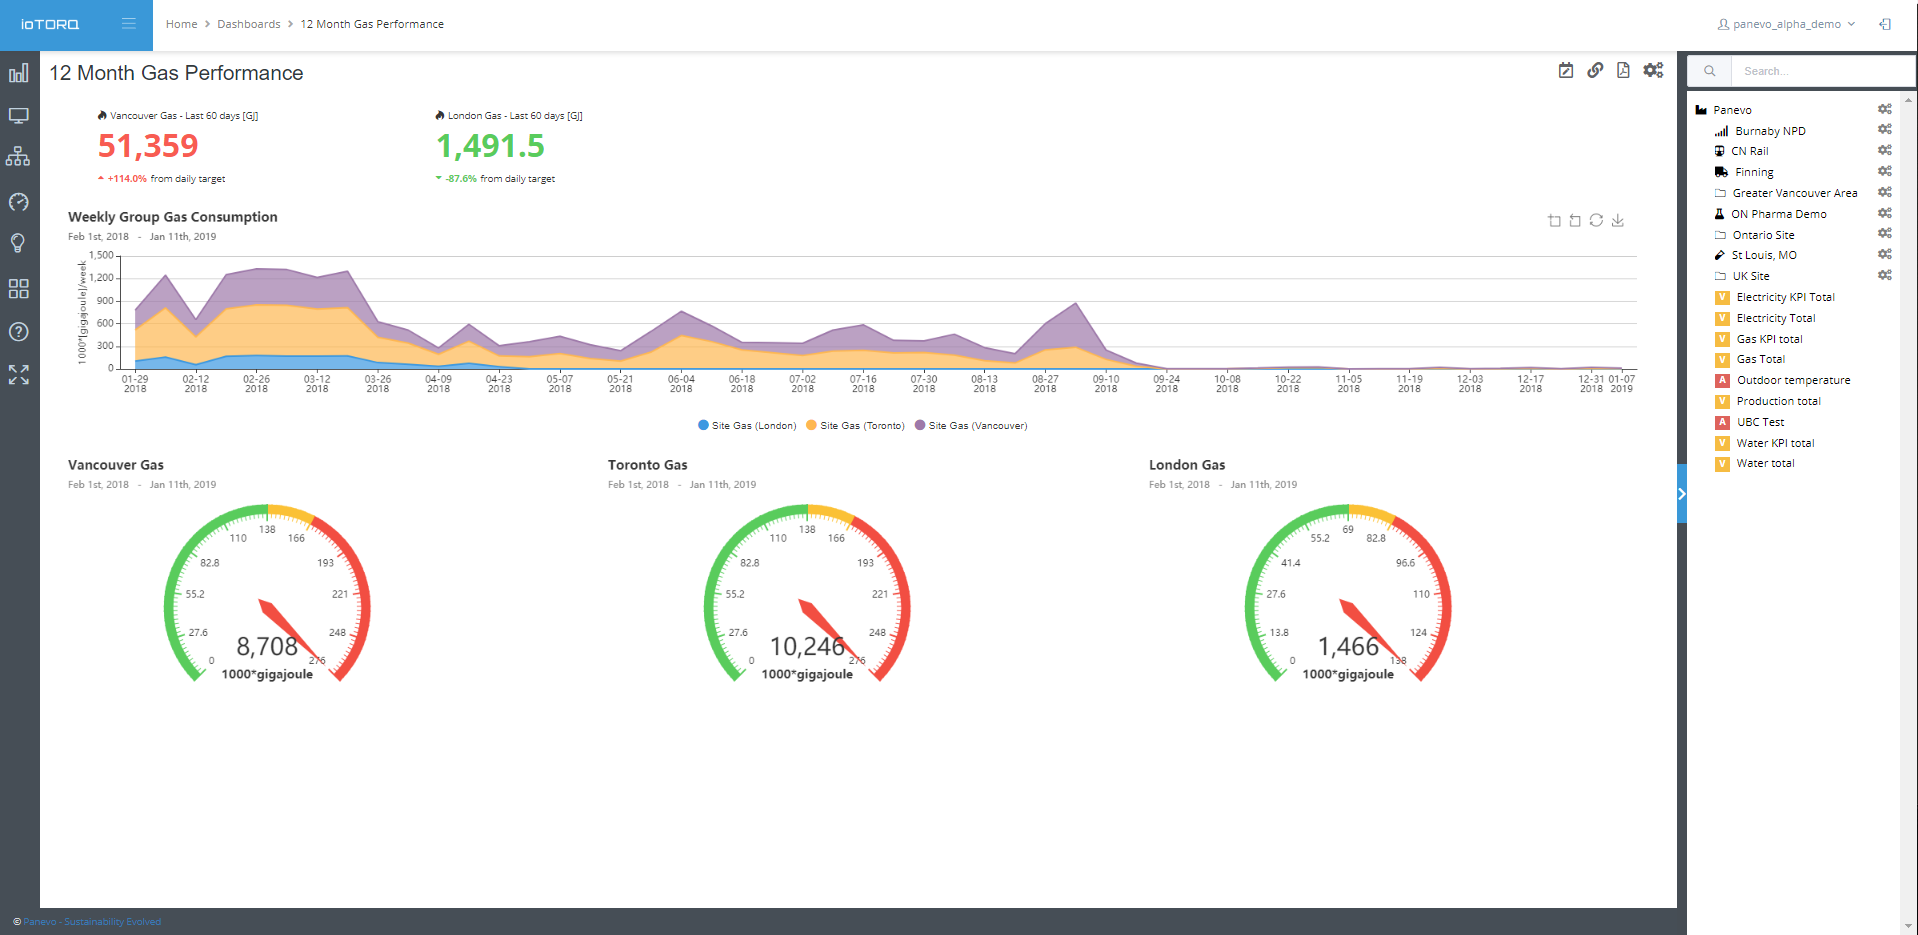 ioTORQ
Home > Dashboards > 12 Month Gas Performance
panevo_alpha_demo
12 Month Gas Performance
Search...
Vancouver Gas - Last 60 days [GJ]
51,359
+114.0% from daily target
London Gas - Last 60 days [GJ]
1,491.5
-87.6% from daily target
Weekly Group Gas Consumption
Feb 1st, 2018 - Jan 11th, 2019
1000*[gigajoule]/week
1,500
1,200
900
600
300
0
01-29 2018
02-12 2018
02-26 2018
03-12 2018
03-26 2018
04-09 2018
04-23 2018
05-07 2018
05-21 2018
06-04 2018
06-18 2018
07-02 2018
07-16 2018
07-30 2018
08-13 2018
08-27 2018
09-10 2018
09-24 2018
10-08 2018
10-22 2018
11-05 2018
11-19 2018
12-03 2018
12-17 2018
12-31 2018
01-07 2019
Site Gas (London) Site Gas (Toronto) Site Gas (Vancouver)
Vancouver Gas
Feb 1st, 2018 - Jan 11th, 2019
0
27.6
55.2
82.8
110
138
166
193
221
248
276
8,708
1000*gigajoule
Toronto Gas
Feb 1st, 2018 - Jan 11th, 2019
0
27.6
55.2
82.8
110
138
166
193
221
248
276
10,246
1000*gigajoule
London Gas
Feb 1st, 2018 - Jan 11th, 2019
0
13.8
27.6
41.4
55.2
69
82.8
96.6
110
124
138
1,466
1000*gigajoule
Panevo
Burnaby NPD
CN Rail
Finning
Greater Vancouver Area
ON Pharma Demo
Ontario Site
St Louis, MO
UK Site
V Electricity KPI Total
V Electricity Total
V Gas KPI total
V Gas Total
A Outdoor temperature
V Production total
A UBC Test
V Water KPI total
V Water total
© Panevo - Sustainability Evolved